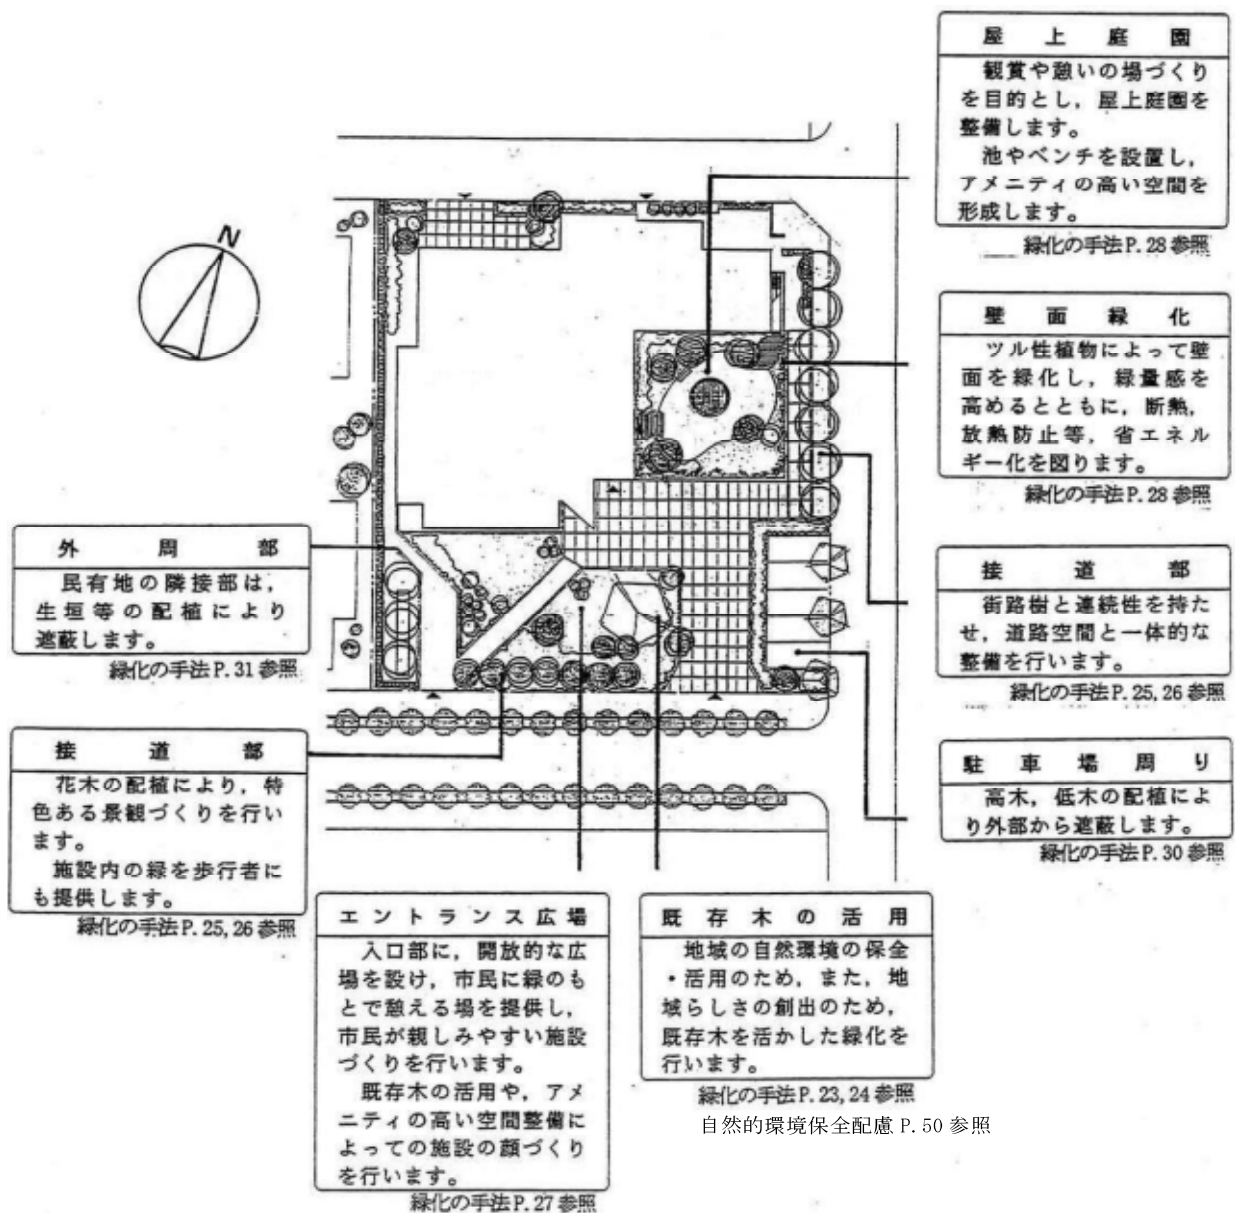 屋上庭園
観賞や憩いの場づくり
を目的とし，屋上庭園を
整備します。
池やベンチを設置し，
アメニティの高い空間を
形成します。
緑化の手法P.28 参照
N
壁面緑化
ツル性植物によって壁
面を緑化し，緑量感を
高めるとともに，断熱，
放熱防止等，省エネル
ギー化を図ります。
緑化の手法P.28 参照
外周部
民有地の隣接部は，
生垣等の配植により
遮蔽します。
緑化の手法P.31 参照
接道部
街路樹と連続性を持た
せ，道路空間と一体的な
整備を行います。
緑化の手法P.25,26 参照
接道部
花木の配植により，特
色ある景観づくりを行い
ます。
施設内の緑を歩行者に
も提供します。
緑化の手法P.25,26 参照
駐車場周り
高木，低木の配植によ
り外部から遮蔽します。
緑化の手法P.30 参照
エントランス広場
入口部に，開放的な広
場を設け，市民に緑のも
とで憩える場を提供し，
市民が親しみやすい施設
づくりを行います。
既存木の活用や，アメ
ニティの高い空間整備に
よっての施設の顔づくり
を行います。
緑化の手法P.27 参照
既存木の活用
地域の自然環境の保全
・活用のため，また，地
域らしさの創出のため，
既存木を活かした緑化を
行います。
緑化の手法P.23,24 参照
自然的環境保全配慮 P.50 参照